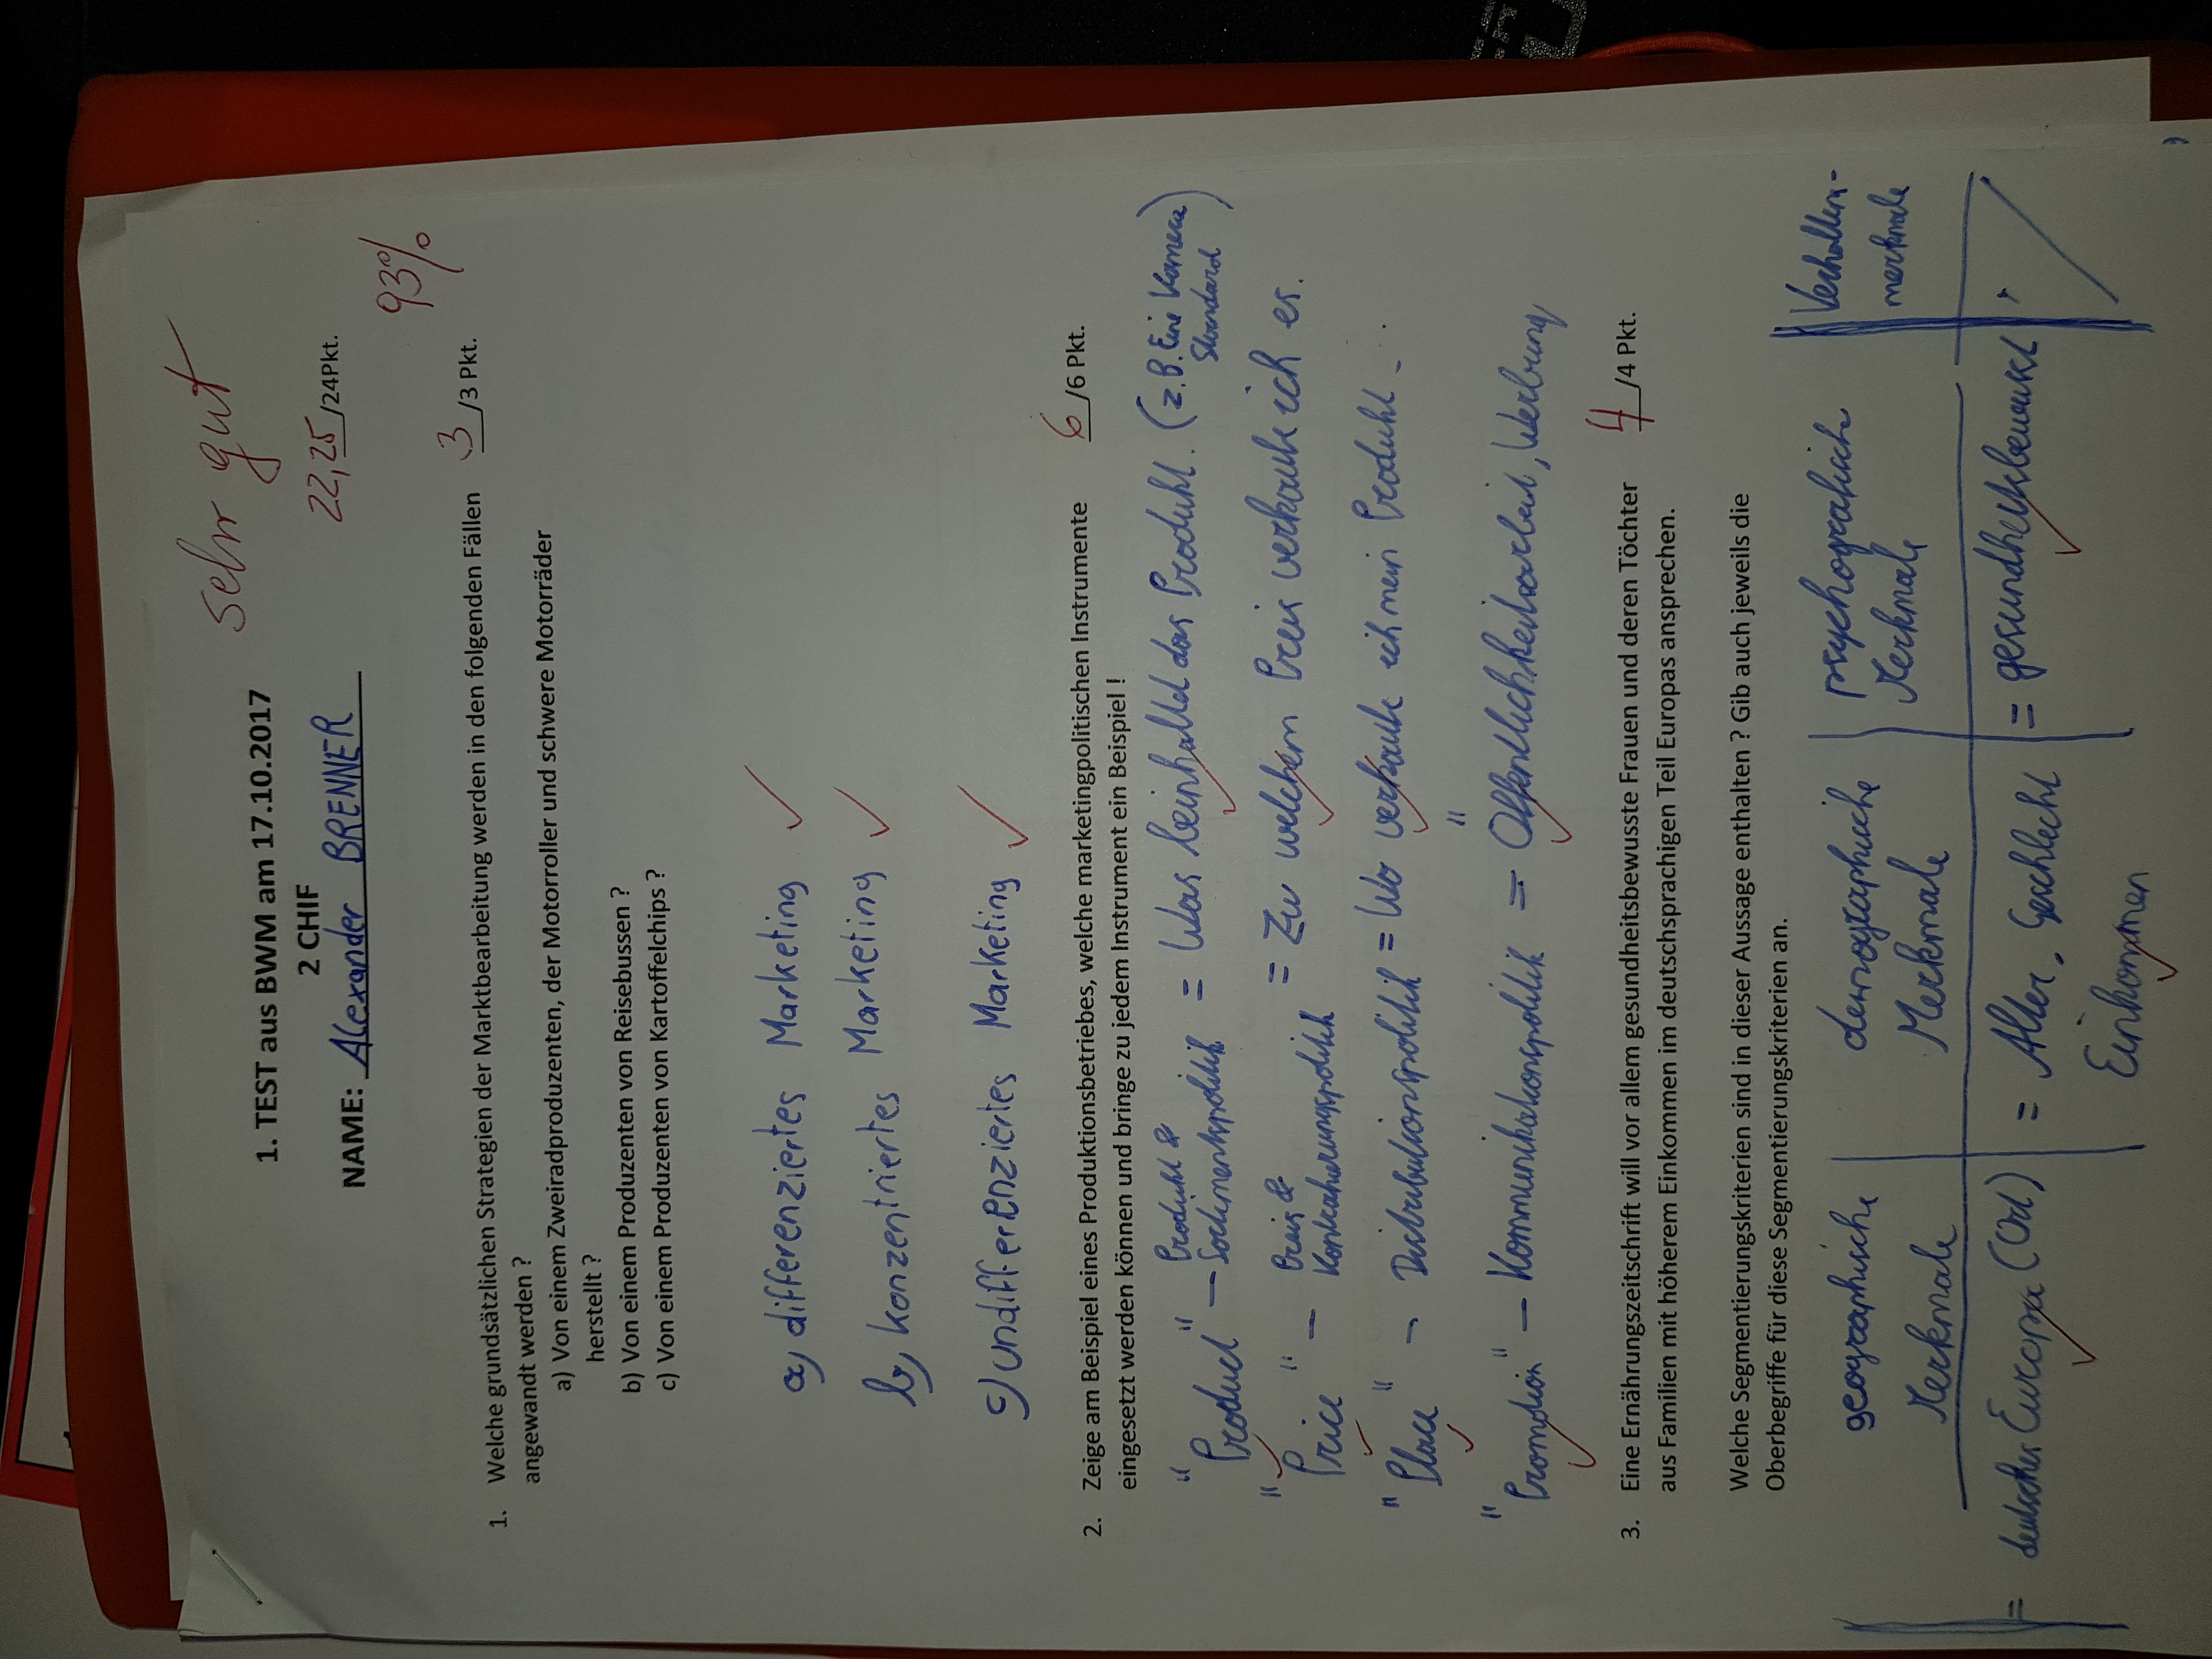 sehr gut
1. TEST aus BWM am 17.10.2017
2 CHIF
NAME: Alexander BRENNER
22,25/24Pkt.
93%
1. Welche grundsätzlichen Strategien der Marktbearbeitung werden in den folgenden Fällen 3/3 Pkt.
angewandt werden ?
a) Von einem Zweiradproduzenten, der Motorroller und schwere Motorräder
herstellt ?
b) Von einem Produzenten von Reisebussen ?
c) Von einem Produzenten von Kartoffelchips ?
a) differenziertes Marketing ✓
b) konzentriertes Marketing ✓
c) undifferenziertes Marketing ✓
2. Zeige am Beispiel eines Produktionsbetriebes, welche marketingpolitischen Instrumente 6/6 Pkt.
eingesetzt werden können und bringe zu jedem Instrument ein Beispiel !
"Product" – Produkt & Sortimentspolitik = Was beinhalted das Produkt. (z.B. Eine Kamera Standard)
"Price" – Preis & Kontrahierungspolitik = Zu welchem Preis verkaufe ich es.
"Place" – Distributionspolitik = Wo verkaufe ich mein Produkt.
"Promotion" – Kommunikationspolitik = Öffentlichkeitsarbeit, Werbung
3. Eine Ernährungszeitschrift will vor allem gesundheitsbewusste Frauen und deren Töchter 4/4 Pkt.
aus Familien mit höherem Einkommen im deutschsprachigen Teil Europas ansprechen.
Welche Segmentierungskriterien sind in dieser Aussage enthalten ? Gib auch jeweils die
Oberbegriffe für diese Segmentierungskriterien an.
geographische Merkmale
= deutsches Europa (Ort)
demographische Merkmale
= Alter, Geschlecht
Einkommen
psychografische Merkmale
= gesundheitsbewusst
Verhaltens-
merkmale